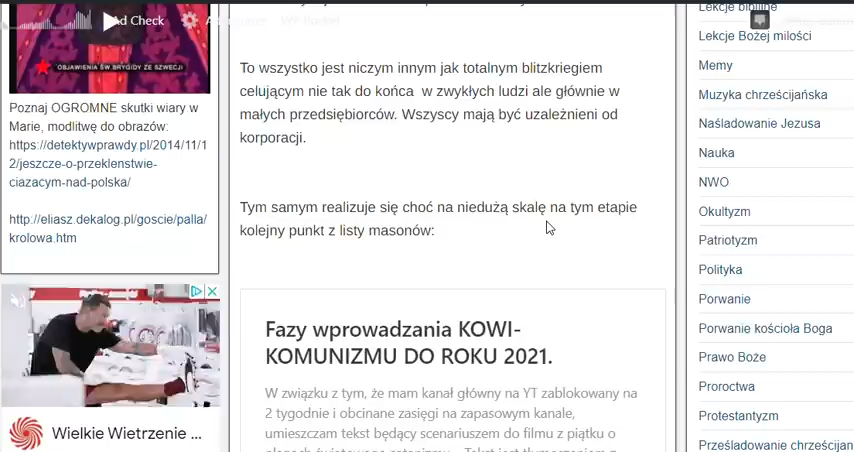 Ad Check
WP Rocket
OBJAWIENIA ŚW.BRYGIDY ZE SZWECJI
Poznaj OGROMNE skutki wiary w
Marie, modlitwę do obrazów:
https://detektywprawdy.pl/2014/11/1
2/jeszcze-o-przeklenstwie-
ciazacym-nad-polska/
http://eliasz.dekalog.pl/goscie/palla/
krolowa.htm
Wielkie Wietrzenie ...
To wszystko jest niczym innym jak totalnym blitzkriegiem
celującym nie tak do końca w zwykłych ludzi ale głównie w
małych przedsiębiorców. Wszyscy mają być uzależnieni od
korporacji.
Tym samym realizuje się choć na niedużą skalę na tym etapie
kolejny punkt z listy masonów:
Fazy wprowadzania KOWI-
KOMUNIZMU DO ROKU 2021.
W związku z tym, że mam kanał główny na YT zablokowany na
2 tygodnie i obcinane zasięgi na zapasowym kanale,
umieszczam tekst będący scenariuszem do filmu z piątku o
Lekcje biblijne
Lekcje Bożej miłości
Memy
Muzyka chrześcijańska
Naśladowanie Jezusa
Nauka
NWO
Okultyzm
Patriotyzm
Polityka
Porwanie
Porwanie kościoła Boga
Prawo Boże
Proroctwa
Protestantyzm
Prześladowanie chrześcijan